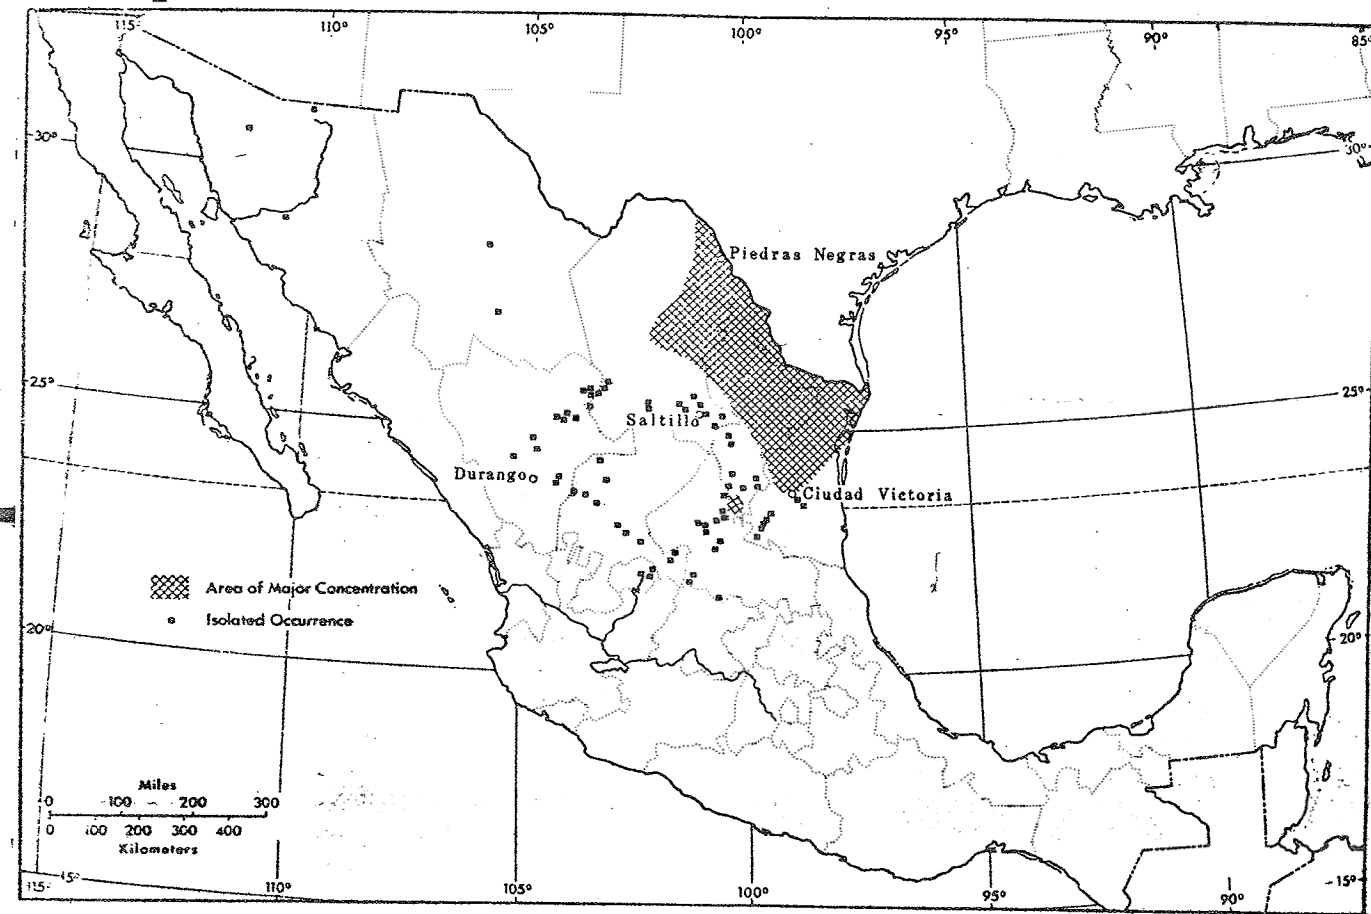 115°
110°
105°
100°
95°
90°
85°
115°
30°
30°
Piedras Negras
25°
25°
Saltillo
Durango
Ciudad Victoria
Area of Major Concentration
Isolated Occurrence
20°
20°
Miles
0 100 200 300
0 100 200 300 400
Kilometers
115°
15°
110°
105°
100°
95°
90°
15°